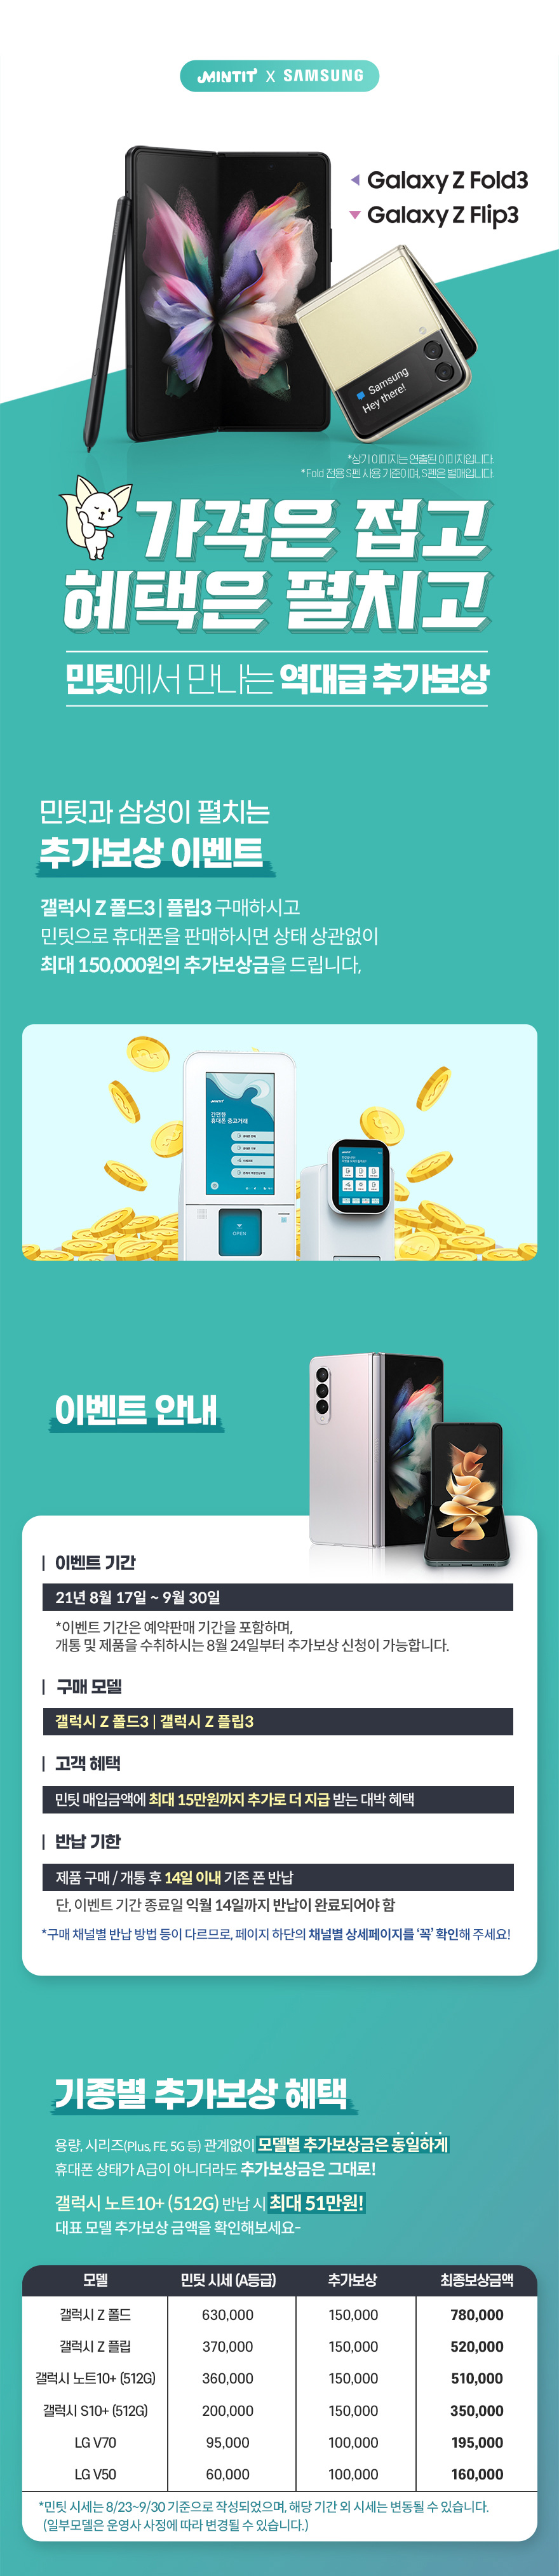 MINTIT X SAMSUNG
Galaxy Z Fold3
Galaxy Z Flip3
Samsung
Hey there!
*상기 이미지는 연출된 이미지입니다.
*Fold 전용 S펜 사용 기준이며, S펜은 별매입니다.
가격은 접고
혜택은 펼치고
민팃에서 만나는 역대급 추가보상
민팃과 삼성이 펼치는
추가보상 이벤트
갤럭시 Z 폴드3 | 플립3 구매하시고
민팃으로 휴대폰을 판매하시면 상태 상관없이
최대 150,000원의 추가보상금을 드립니다.
MINTIT
간편한
휴대폰 중고거래
OPEN
이벤트 안내
이벤트 기간
21년 8월 17일 ~ 9월 30일
*이벤트 기간은 예약판매 기간을 포함하며,
개통 및 제품을 수취하시는 8월 24일부터 추가보상 신청이 가능합니다.
구매 모델
갤럭시 Z 폴드3 | 갤럭시 Z 플립3
고객 혜택
민팃 매입금액에 최대 15만원까지 추가로 더 지급 받는 대박 혜택
반납 기한
제품 구매 / 개통 후 14일 이내 기존 폰 반납
단, 이벤트 기간 종료일 익월 14일까지 반납이 완료되어야 함
*구매 채널별 반납 방법 등이 다르므로, 페이지 하단의 채널별 상세페이지를 '꼭' 확인해 주세요!
기종별 추가보상 혜택
용량, 시리즈(Plus, FE, 5G 등) 관계없이 모델별 추가보상금은 동일하게
휴대폰 상태가 A급이 아니더라도 추가보상금은 그대로!
갤럭시 노트10+ (512G) 반납 시 최대 51만원!
대표 모델 추가보상 금액을 확인해보세요~
모델 민팃 시세 (A등급) 추가보상 최종보상금액
갤럭시 Z 폴드 630,000 150,000 780,000
갤럭시 Z 플립 370,000 150,000 520,000
갤럭시 노트10+ (512G) 360,000 150,000 510,000
갤럭시 S10+ (512G) 200,000 150,000 350,000
LG V70 95,000 100,000 195,000
LG V50 60,000 100,000 160,000
*민팃 시세는 8/23~9/30 기준으로 작성되었으며, 해당 기간 외 시세는 변동될 수 있습니다.
(일부모델은 운영사 사정에 따라 변경될 수 있습니다.)